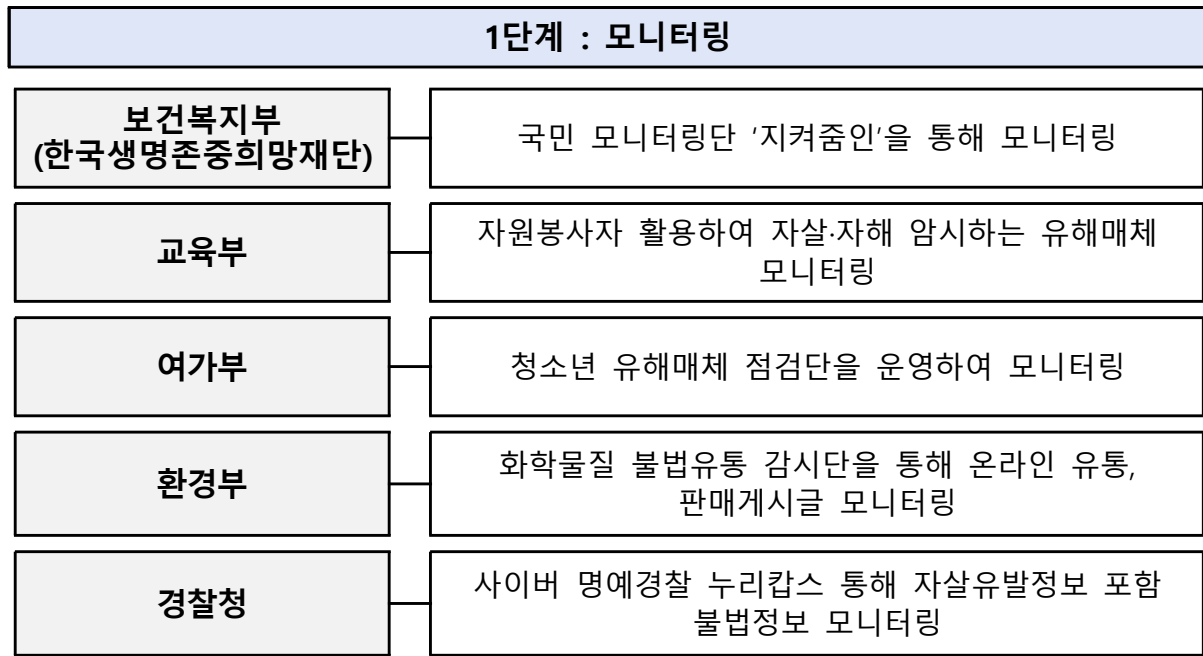 1단계 : 모니터링
보건복지부
(한국생명존중희망재단)
국민 모니터링단 '지켜줌인'을 통해 모니터링
교육부
자원봉사자 활용하여 자살·자해 암시하는 유해매체
모니터링
여가부
청소년 유해매체 점검단을 운영하여 모니터링
환경부
화학물질 불법유통 감시단을 통해 온라인 유통,
판매게시글 모니터링
경찰청
사이버 명예경찰 누리캅스 통해 자살유발정보 포함
불법정보 모니터링